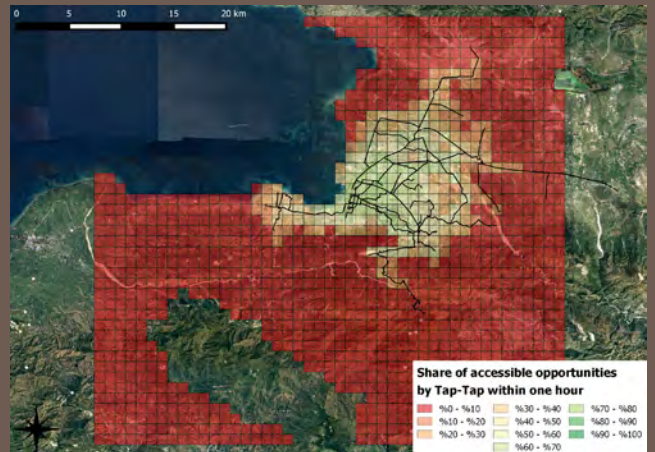 0 5 10 15 20 km
Share of accessible opportunities
by Tap-Tap within one hour
%0 - %10 %30 - %40 %70 - %80
%10 - %20 %40 - %50 %80 - %90
%20 - %30 %50 - %60 %90 - %100
%60 - %70